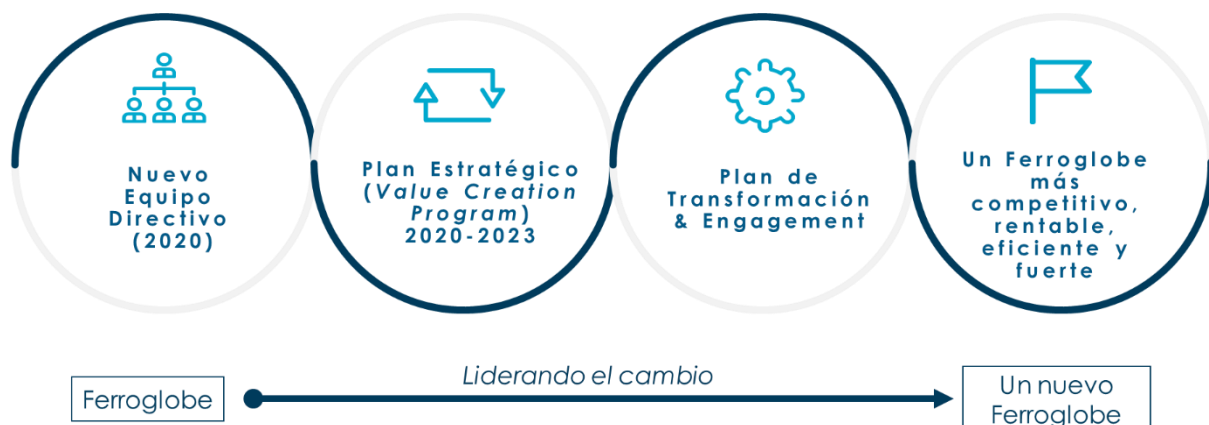 Nuevo
Equipo
Directivo
(2020)
Plan Estratégico
(Value Creation
Program)
2020-2023
Plan de
Transformación
& Engagement
Un Ferroglobe
más
competitivo,
rentable,
eficiente y
fuerte
Liderando el cambio
Ferroglobe
Un nuevo
Ferroglobe